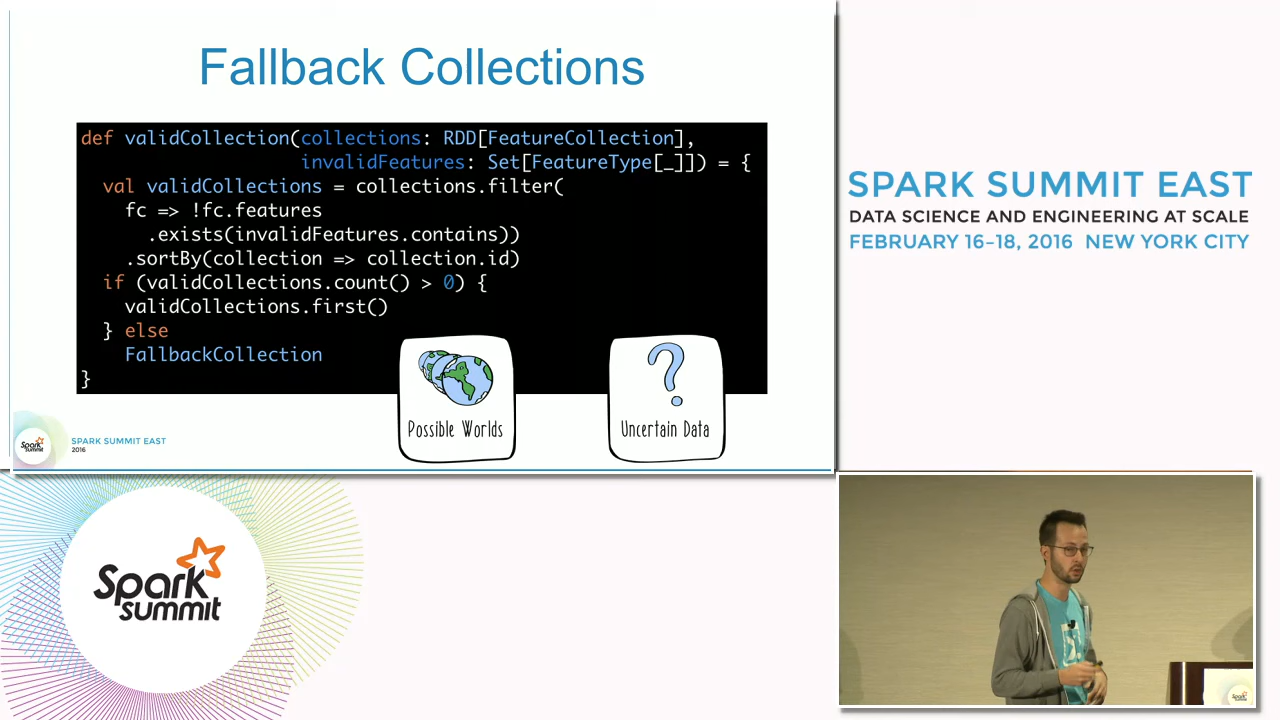 Fallback Collections
def validCollection(collections: RDD[FeatureCollection],
invalidFeatures: Set[FeatureType[_]]) = {
val validCollections = collections.filter(
fc => !fc.features
.exists(invalidFeatures.contains))
.sortBy(collection => collection.id)
if (validCollections.count() > 0) {
validCollections.first()
} else
FallbackCollection
}
Possible Worlds
Uncertain Data
Spark
Summit
SPARK SUMMIT EAST
2016
SPARK SUMMIT EAST
DATA SCIENCE AND ENGINEERING AT SCALE
FEBRUARY 16–18, 2016 NEW YORK CITY
Spark
summit